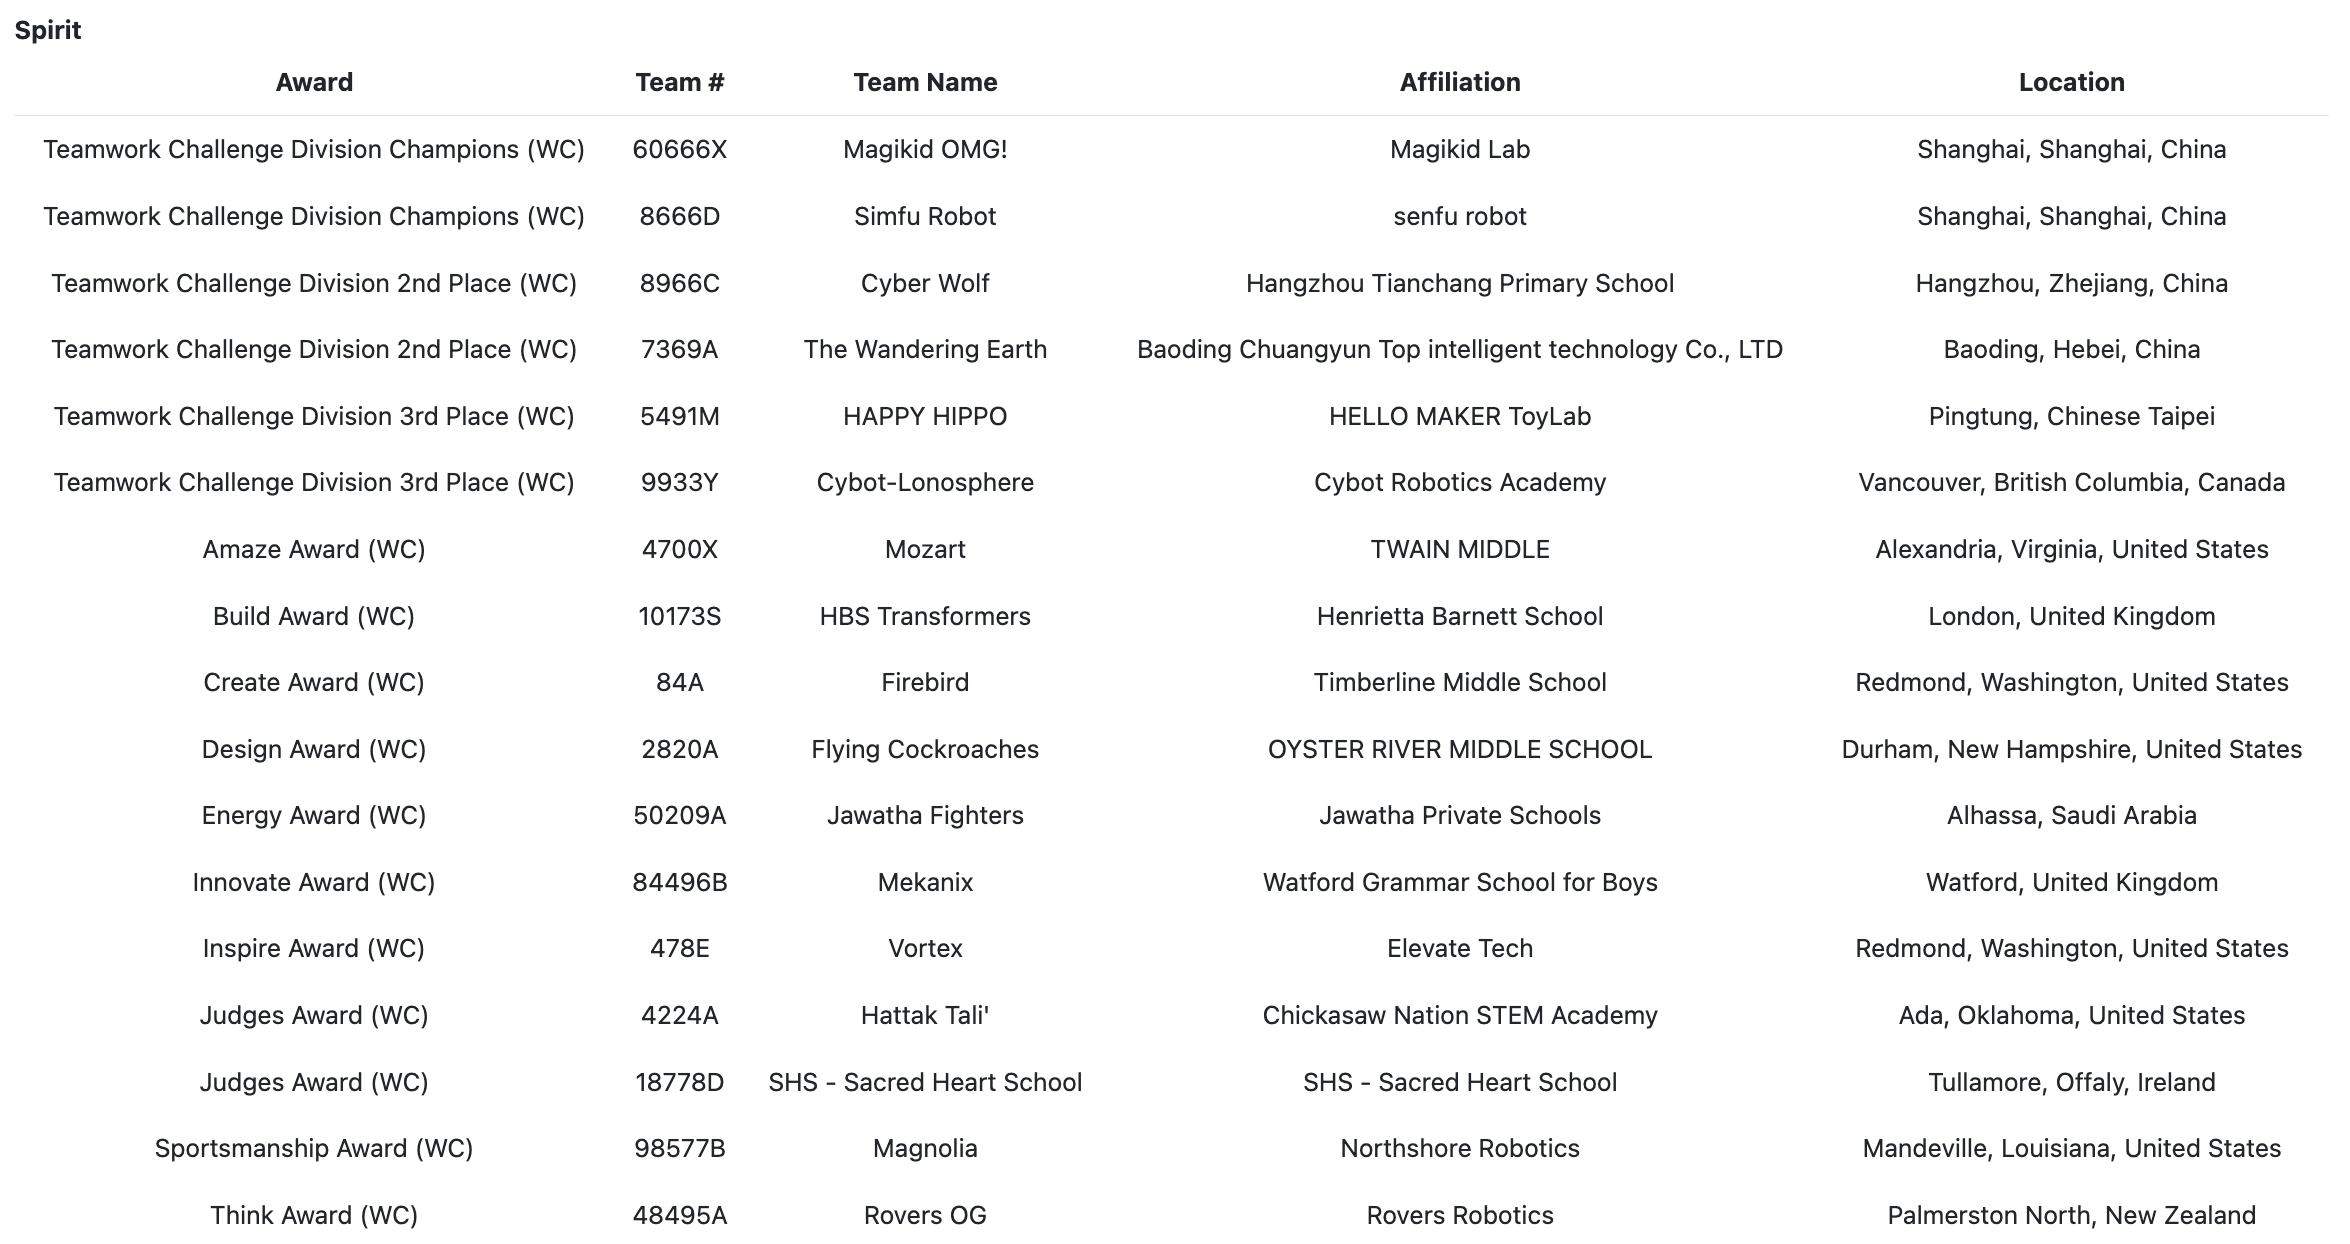 Spirit
Award Team # Team Name Affiliation Location
Teamwork Challenge Division Champions (WC) 60666X Magikid OMG! Magikid Lab Shanghai, Shanghai, China
Teamwork Challenge Division Champions (WC) 8666D Simfu Robot senfu robot Shanghai, Shanghai, China
Teamwork Challenge Division 2nd Place (WC) 8966C Cyber Wolf Hangzhou Tianchang Primary School Hangzhou, Zhejiang, China
Teamwork Challenge Division 2nd Place (WC) 7369A The Wandering Earth Baoding Chuangyun Top intelligent technology Co., LTD Baoding, Hebei, China
Teamwork Challenge Division 3rd Place (WC) 5491M HAPPY HIPPO HELLO MAKER ToyLab Pingtung, Chinese Taipei
Teamwork Challenge Division 3rd Place (WC) 9933Y Cybot-Lonosphere Cybot Robotics Academy Vancouver, British Columbia, Canada
Amaze Award (WC) 4700X Mozart TWAIN MIDDLE Alexandria, Virginia, United States
Build Award (WC) 10173S HBS Transformers Henrietta Barnett School London, United Kingdom
Create Award (WC) 84A Firebird Timberline Middle School Redmond, Washington, United States
Design Award (WC) 2820A Flying Cockroaches OYSTER RIVER MIDDLE SCHOOL Durham, New Hampshire, United States
Energy Award (WC) 50209A Jawatha Fighters Jawatha Private Schools Alhassa, Saudi Arabia
Innovate Award (WC) 84496B Mekanix Watford Grammar School for Boys Watford, United Kingdom
Inspire Award (WC) 478E Vortex Elevate Tech Redmond, Washington, United States
Judges Award (WC) 4224A Hattak Tali' Chickasaw Nation STEM Academy Ada, Oklahoma, United States
Judges Award (WC) 18778D SHS - Sacred Heart School SHS - Sacred Heart School Tullamore, Offaly, Ireland
Sportsmanship Award (WC) 98577B Magnolia Northshore Robotics Mandeville, Louisiana, United States
Think Award (WC) 48495A Rovers OG Rovers Robotics Palmerston North, New Zealand